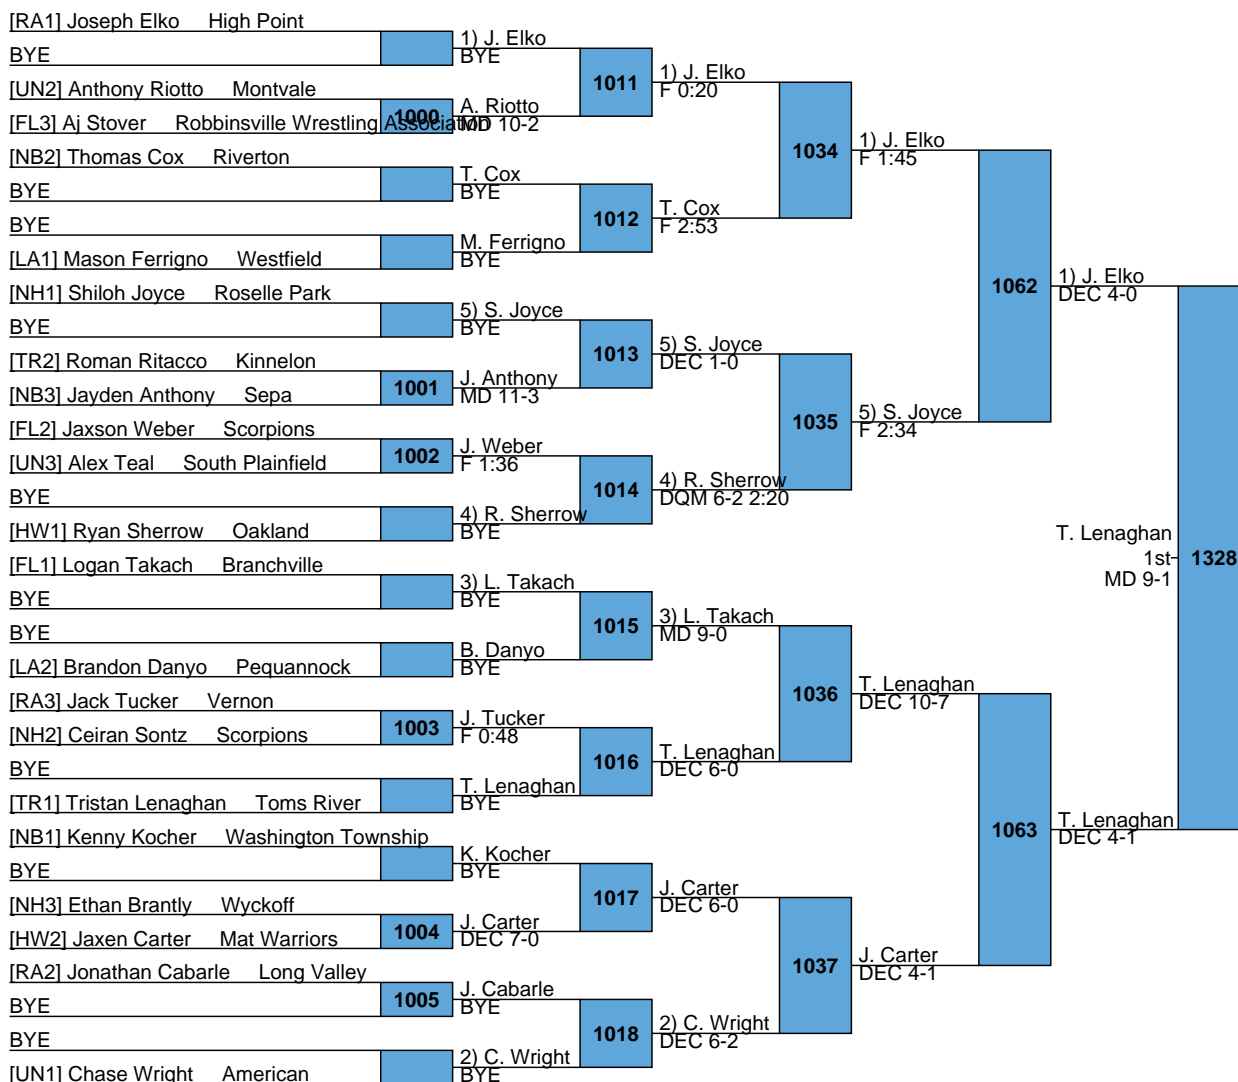 [RA1] Joseph Elko High Point
BYE
[UN2] Anthony Riotto Montvale
[FL3] Aj Stover Robbinsville Wrestling Association
[NB2] Thomas Cox Riverton
BYE
BYE
[LA1] Mason Ferrigno Westfield
[NH1] Shiloh Joyce Roselle Park
BYE
[TR2] Roman Ritacco Kinnelon
[NB3] Jayden Anthony Sepa
[FL2] Jaxson Weber Scorpions
[UN3] Alex Teal South Plainfield
BYE
[HW1] Ryan Sherrow Oakland
[FL1] Logan Takach Branchville
BYE
BYE
[LA2] Brandon Danyo Pequannock
[RA3] Jack Tucker Vernon
[NH2] Ceiran Sontz Scorpions
BYE
[TR1] Tristan Lenaghan Toms River
[NB1] Kenny Kocher Washington Township
BYE
[NH3] Ethan Brantly Wyckoff
[HW2] Jaxen Carter Mat Warriors
[RA2] Jonathan Cabarle Long Valley
BYE
BYE
[UN1] Chase Wright American
1000
1001
1002
1003
1004
1005
1) J. Elko
BYE
A. Riotto
MD 10-2
T. Cox
BYE
M. Ferrigno
BYE
5) S. Joyce
BYE
J. Anthony
MD 11-3
J. Weber
F 1:36
4) R. Sherrow
BYE
3) L. Takach
BYE
B. Danyo
BYE
J. Tucker
F 0:48
T. Lenaghan
BYE
K. Kocher
BYE
J. Carter
DEC 7-0
J. Cabarle
BYE
2) C. Wright
BYE
1011
1012
1013
1014
1015
1016
1017
1018
1) J. Elko
F 0:20
T. Cox
F 2:53
5) S. Joyce
DEC 1-0
4) R. Sherrow
DQM 6-2 2:20
3) L. Takach
MD 9-0
T. Lenaghan
DEC 6-0
J. Carter
DEC 6-0
2) C. Wright
DEC 6-2
1034
1035
1036
1037
1) J. Elko
F 1:45
5) S. Joyce
F 2:34
T. Lenaghan
DEC 10-7
J. Carter
DEC 4-1
1062
1063
1) J. Elko
DEC 4-0
T. Lenaghan
DEC 4-1
T. Lenaghan
1st
MD 9-1
1328